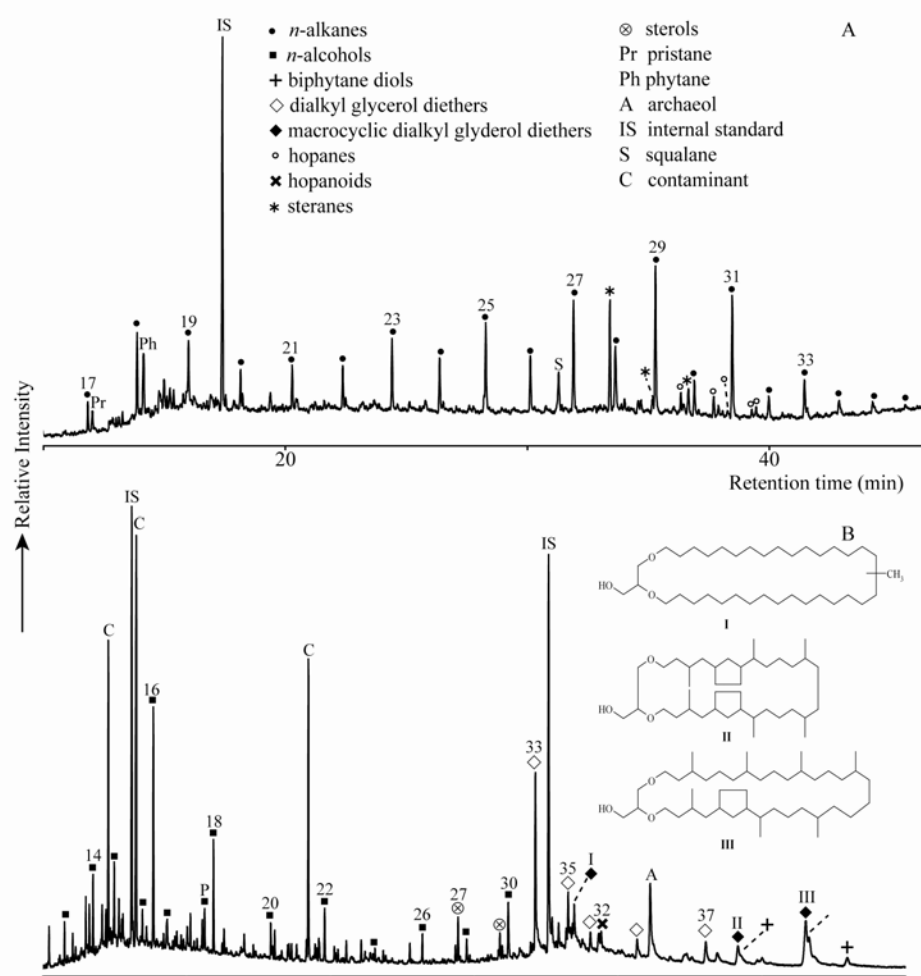 IS
A
• n-alkanes
■ n-alcohols
+ biphytane diols
◇ dialkyl glycerol diethers
◆ macrocyclic dialkyl glyderol diethers
∘ hopanes
✖ hopanoids
* steranes
⊗ sterols
Pr pristane
Ph phytane
A archaeol
IS internal standard
S squalane
C contaminant
17
Pr
Ph
19
21
23
25
27
S
*
*
29
*
31
33
20
40
Retention time (min)
Relative Intensity
IS
C
C
16
14
P
18
20
C
22
26
27
30
33
IS
35
I
32
A
37
II
+
III
+
B
O
HO
O
CH₃
I
O
HO
O
II
O
HO
O
III